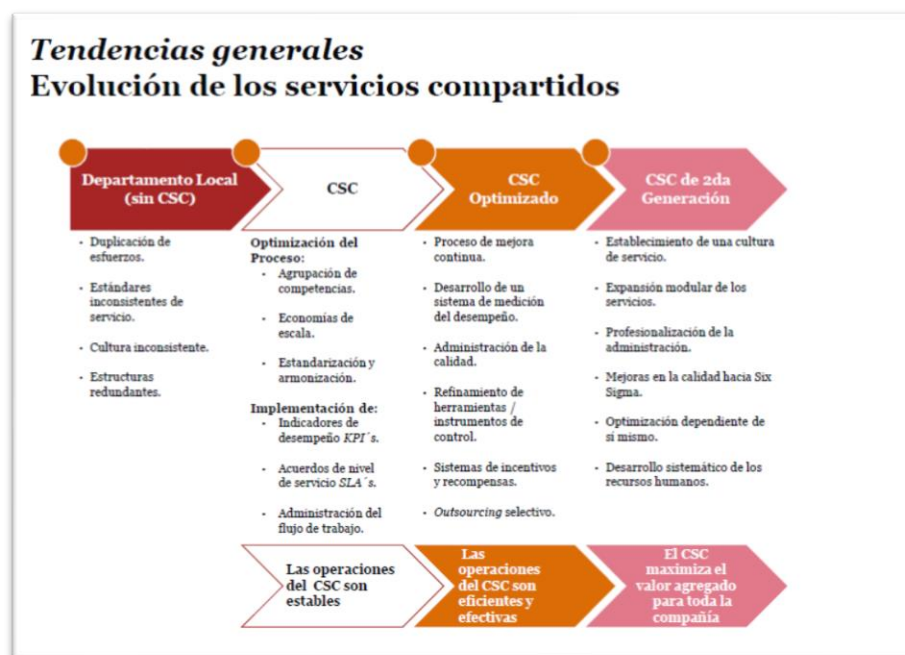 Tendencias generales
Evolución de los servicios compartidos
Departamento Local
(sin CSC)
· Duplicación de
esfuerzos.
· Estándares
inconsistentes de
servicio.
· Cultura inconsistente.
· Estructuras
redundantes.
CSC
Optimización del
Proceso:
· Agrupación de
competencias.
· Economías de
escala.
· Estandarización y
armonización.
Implementación de:
· Indicadores de
desempeño KPI´s.
· Acuerdos de nivel
de servicio SLA´s.
· Administración del
flujo de trabajo.
Las operaciones
del CSC son
estables
CSC
Optimizado
· Proceso de mejora
continua.
· Desarrollo de un
sistema de medición
del desempeño.
· Administración de la
calidad.
· Refinamiento de
herramientas /
instrumentos de
control.
· Sistemas de incentivos
y recompensas.
· Outsourcing selectivo.
Las
operaciones
del CSC son
eficientes y
efectivas
CSC de 2da
Generación
· Establecimiento de una cultura
de servicio.
· Expansión modular de los
servicios.
· Profesionalización de la
administración.
· Mejoras en la calidad hacia Six
Sigma.
· Optimización dependiente de
sí mismo.
· Desarrollo sistemático de los
recursos humanos.
El CSC
maximiza el
valor agregado
para toda la
compañía